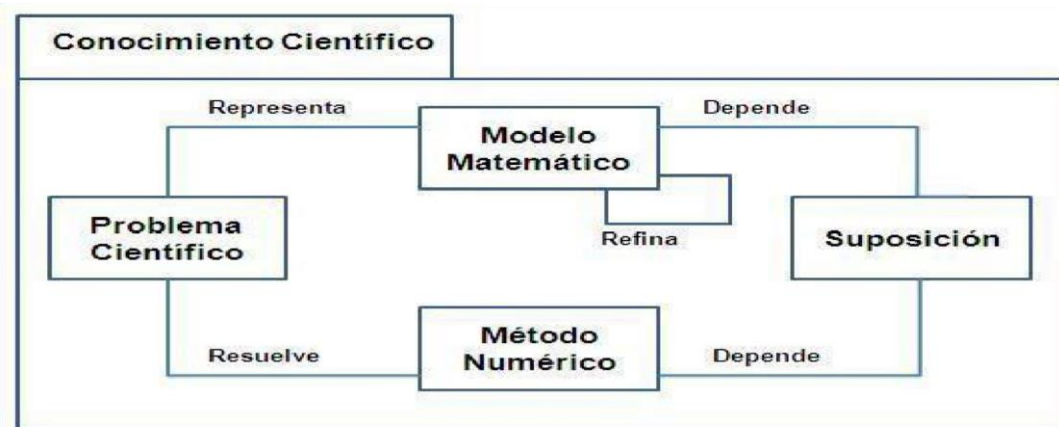 Conocimiento Científico
Representa
Modelo
Matemático
Depende
Refina
Problema
Científico
Suposición
Resuelve
Método
Numérico
Depende